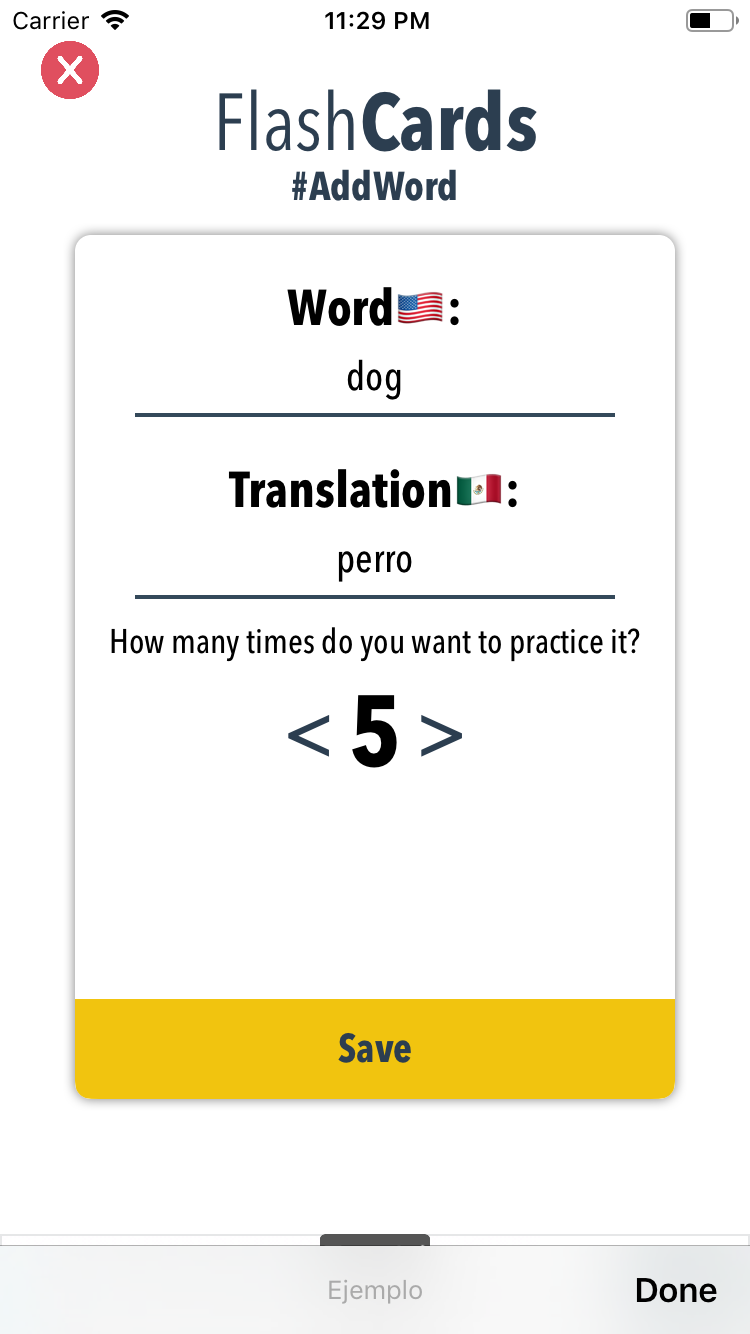 Carrier 11:29 PM
FlashCards
#AddWord
Word🇺🇸:
dog
Translation🇲🇽:
perro
How many times do you want to practice it?
< 5 >
Save
Ejemplo Done